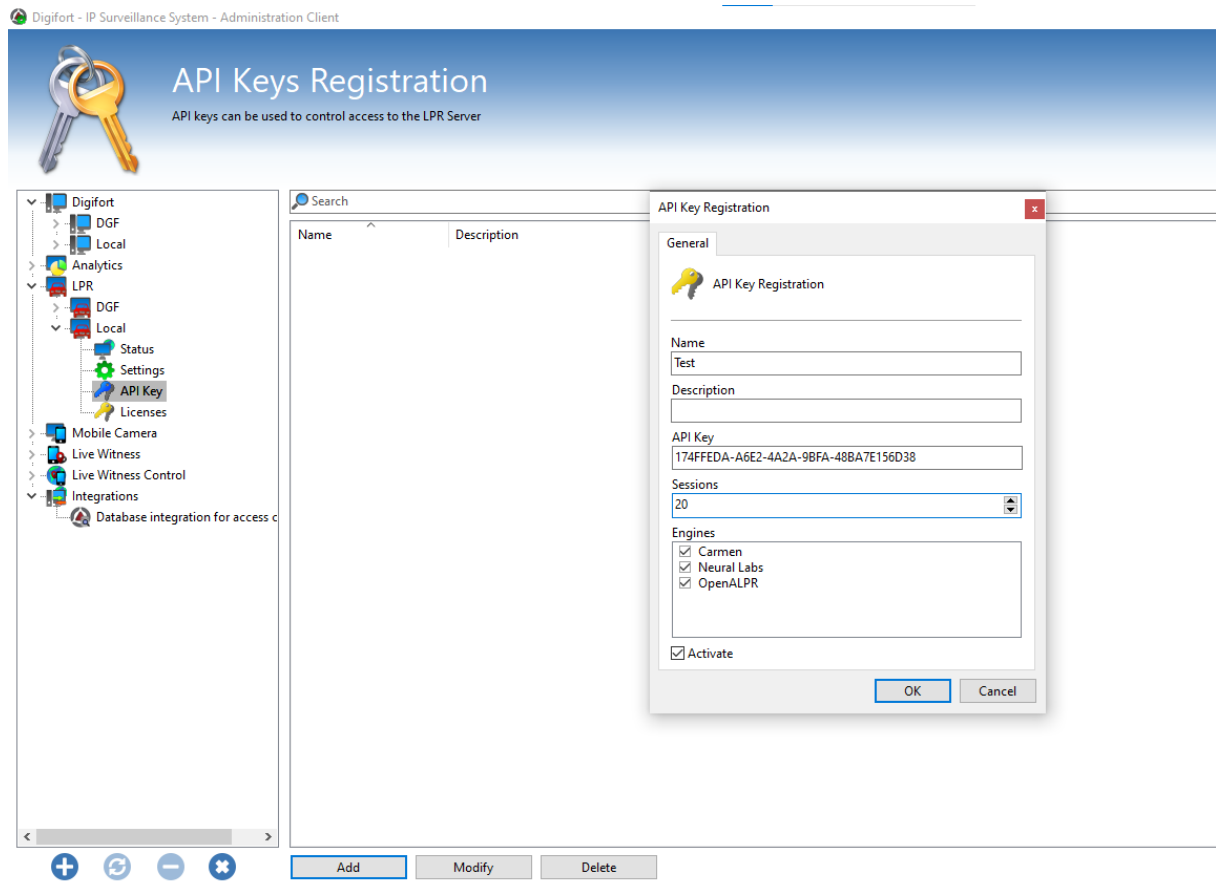 Digifort - IP Surveillance System - Administration Client
API Keys Registration
API keys can be used to control access to the LPR Server
Digifort
DGF
Local
Analytics
LPR
DGF
Local
Status
Settings
API Key
Licenses
Mobile Camera
Live Witness
Live Witness Control
Integrations
Database integration for access c
Search
Name
Description
API Key Registration
x
General
API Key Registration
Name
Test
Description
API Key
174FFEDA-A6E2-4A2A-9BFA-48BA7E156D38
Sessions
20
Engines
Carmen
Neural Labs
OpenALPR
Activate
OK
Cancel
Add
Modify
Delete